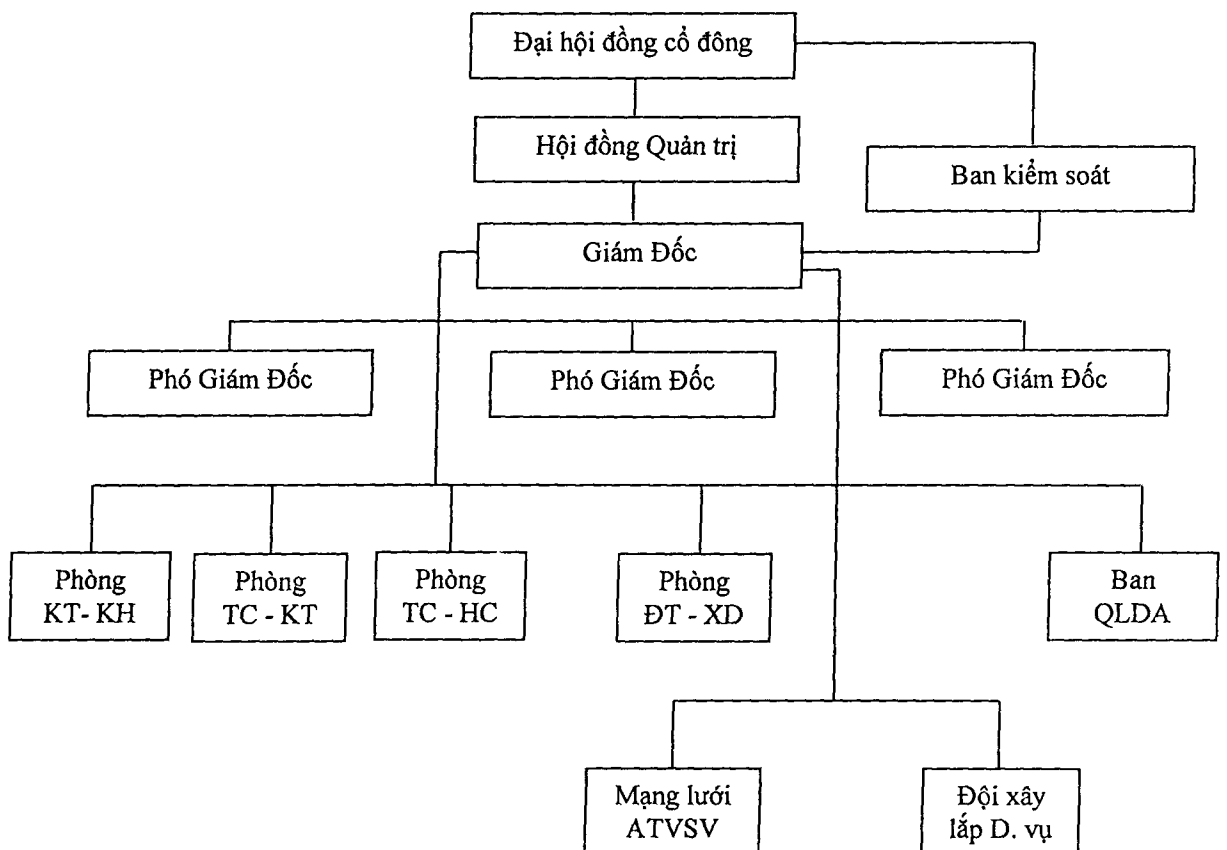 Đại hội đồng cổ đông
Hội đồng Quản trị
Ban kiểm soát
Giám Đốc
Phó Giám Đốc
Phó Giám Đốc
Phó Giám Đốc
Phòng
KT- KH
Phòng
TC - KT
Phòng
TC - HC
Phòng
ĐT - XD
Ban
QLDA
Mạng lưới
ATVSV
Đội xây
lắp D. vụ